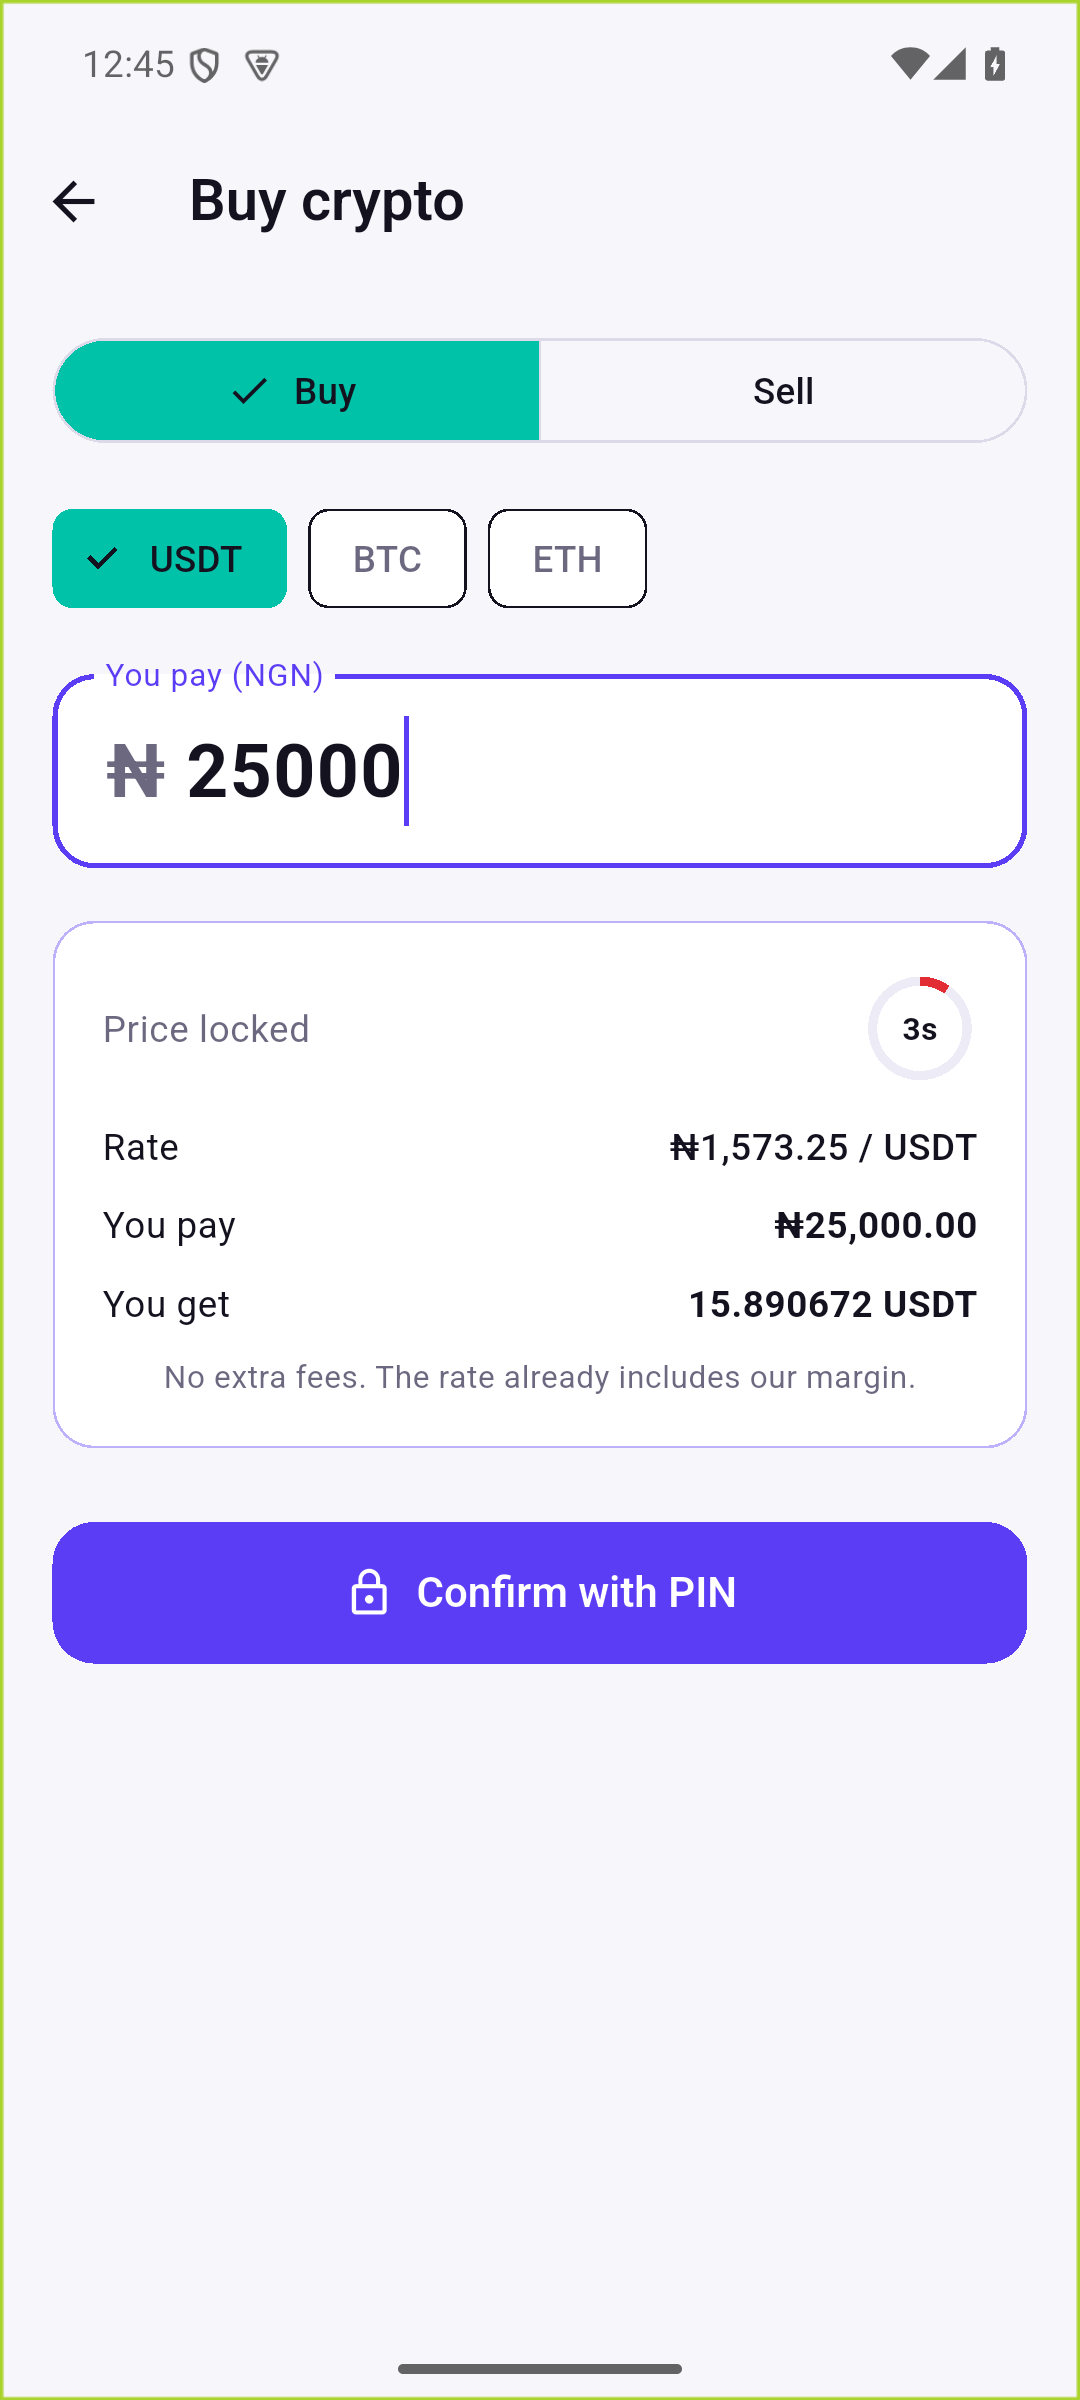 12:45
Buy crypto
Buy
Sell
USDT
BTC
ETH
You pay (NGN)
₦ 25000
Price locked
3s
Rate
₦1,573.25 / USDT
You pay
₦25,000.00
You get
15.890672 USDT
No extra fees. The rate already includes our margin.
Confirm with PIN